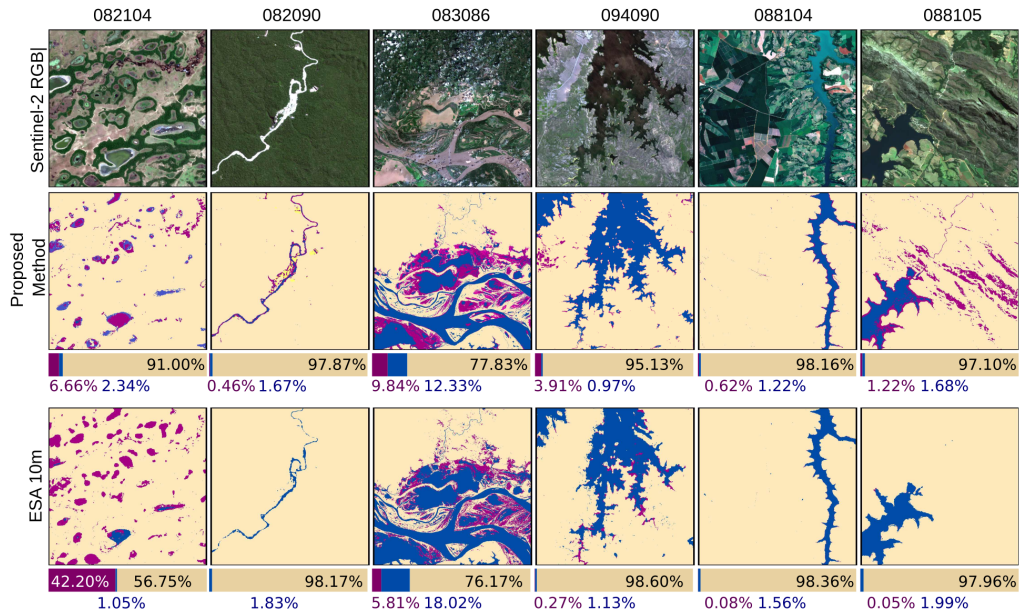 082104 082090 083086 094090 088104 088105
Sentinel-2 RGB|
Proposed
Method
91.00% 97.87% 77.83% 95.13% 98.16% 97.10%
6.66% 2.34% 0.46% 1.67% 9.84% 12.33% 3.91% 0.97% 0.62% 1.22% 1.22% 1.68%
ESA 10m
42.20% 56.75% 98.17% 76.17% 98.60% 98.36% 97.96%
1.05% 1.83% 5.81% 18.02% 0.27% 1.13% 0.08% 1.56% 0.05% 1.99%